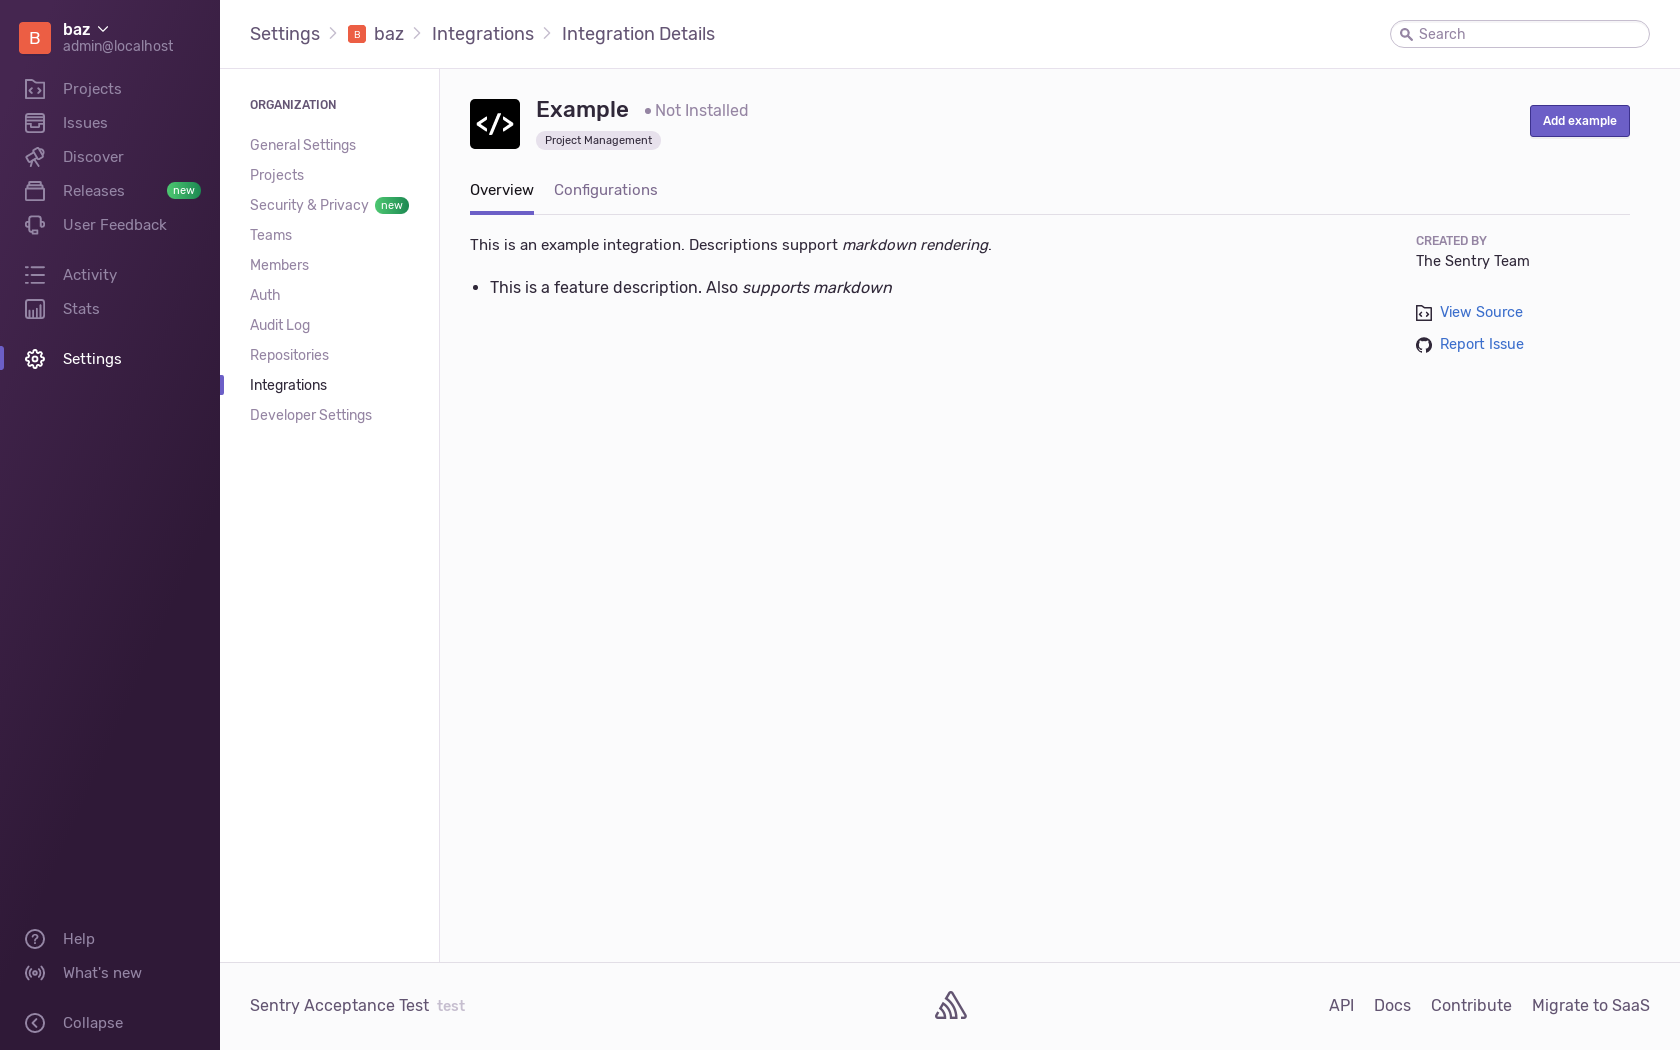 B
baz
admin@localhost
Projects
Issues
Discover
Releases new
User Feedback
Activity
Stats
Settings
Help
What's new
Collapse
Settings B baz Integrations Integration Details
Search
ORGANIZATION
General Settings
Projects
Security & Privacy new
Teams
Members
Auth
Audit Log
Repositories
Integrations
Developer Settings
</>
Example Not Installed
Project Management
Add example
Overview Configurations
This is an example integration. Descriptions support markdown rendering.
• This is a feature description. Also supports markdown
CREATED BY
The Sentry Team
View Source
Report Issue
Sentry Acceptance Test test
API Docs Contribute Migrate to SaaS